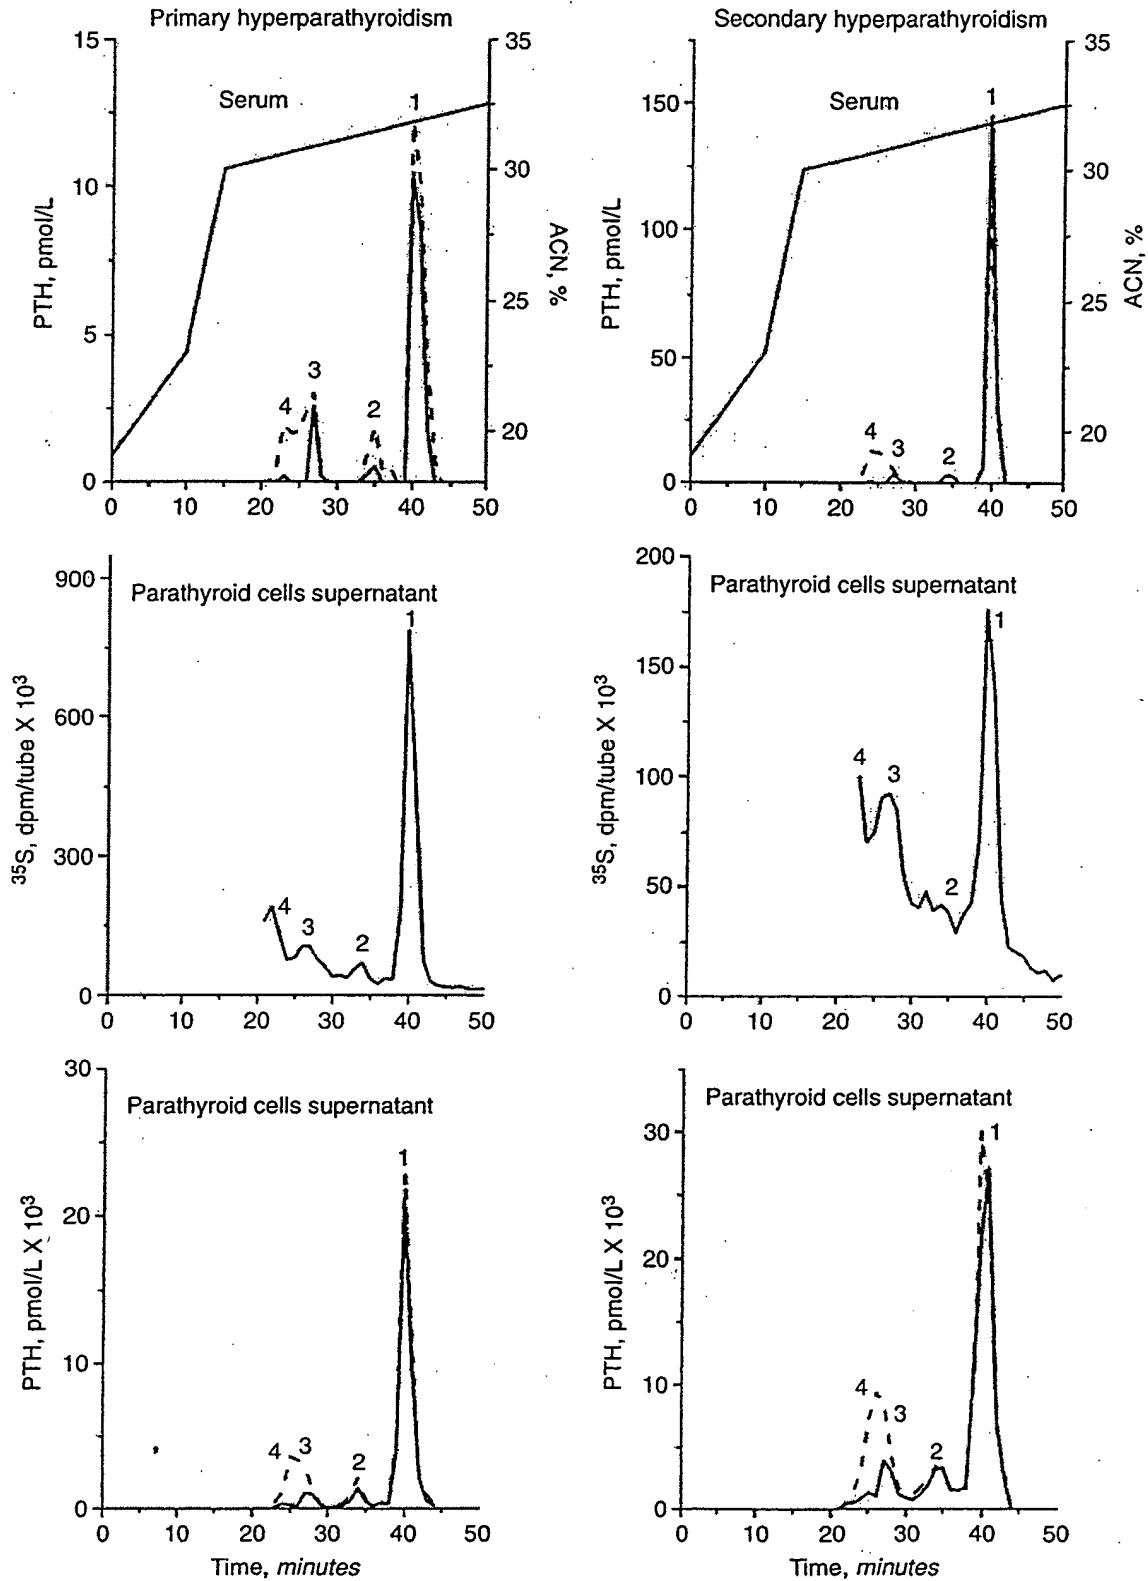 Primary hyperparathyroidism
15
10
5
0
PTH, pmol/L
Serum
1
2
3
4
35
30
25
20
ACN, %
0 10 20 30 40 50
Secondary hyperparathyroidism
150
100
50
0
PTH, pmol/L
Serum
1
2
3
4
35
30
25
20
ACN, %
0 10 20 30 40 50
900
600
300
0
35S, dpm/tube X 10³
Parathyroid cells supernatant
1
4
3
2
0 10 20 30 40 50
200
150
100
50
0
35S, dpm/tube X 10³
Parathyroid cells supernatant
1
4
3
2
0 10 20 30 40 50
30
20
10
0
PTH, pmol/L X 10³
Parathyroid cells supernatant
1
4 3
2
0 10 20 30 40 50
Time, minutes
30
20
10
0
PTH, pmol/L X 10³
Parathyroid cells supernatant
1
4
3
2
0 10 20 30 40 50
Time, minutes